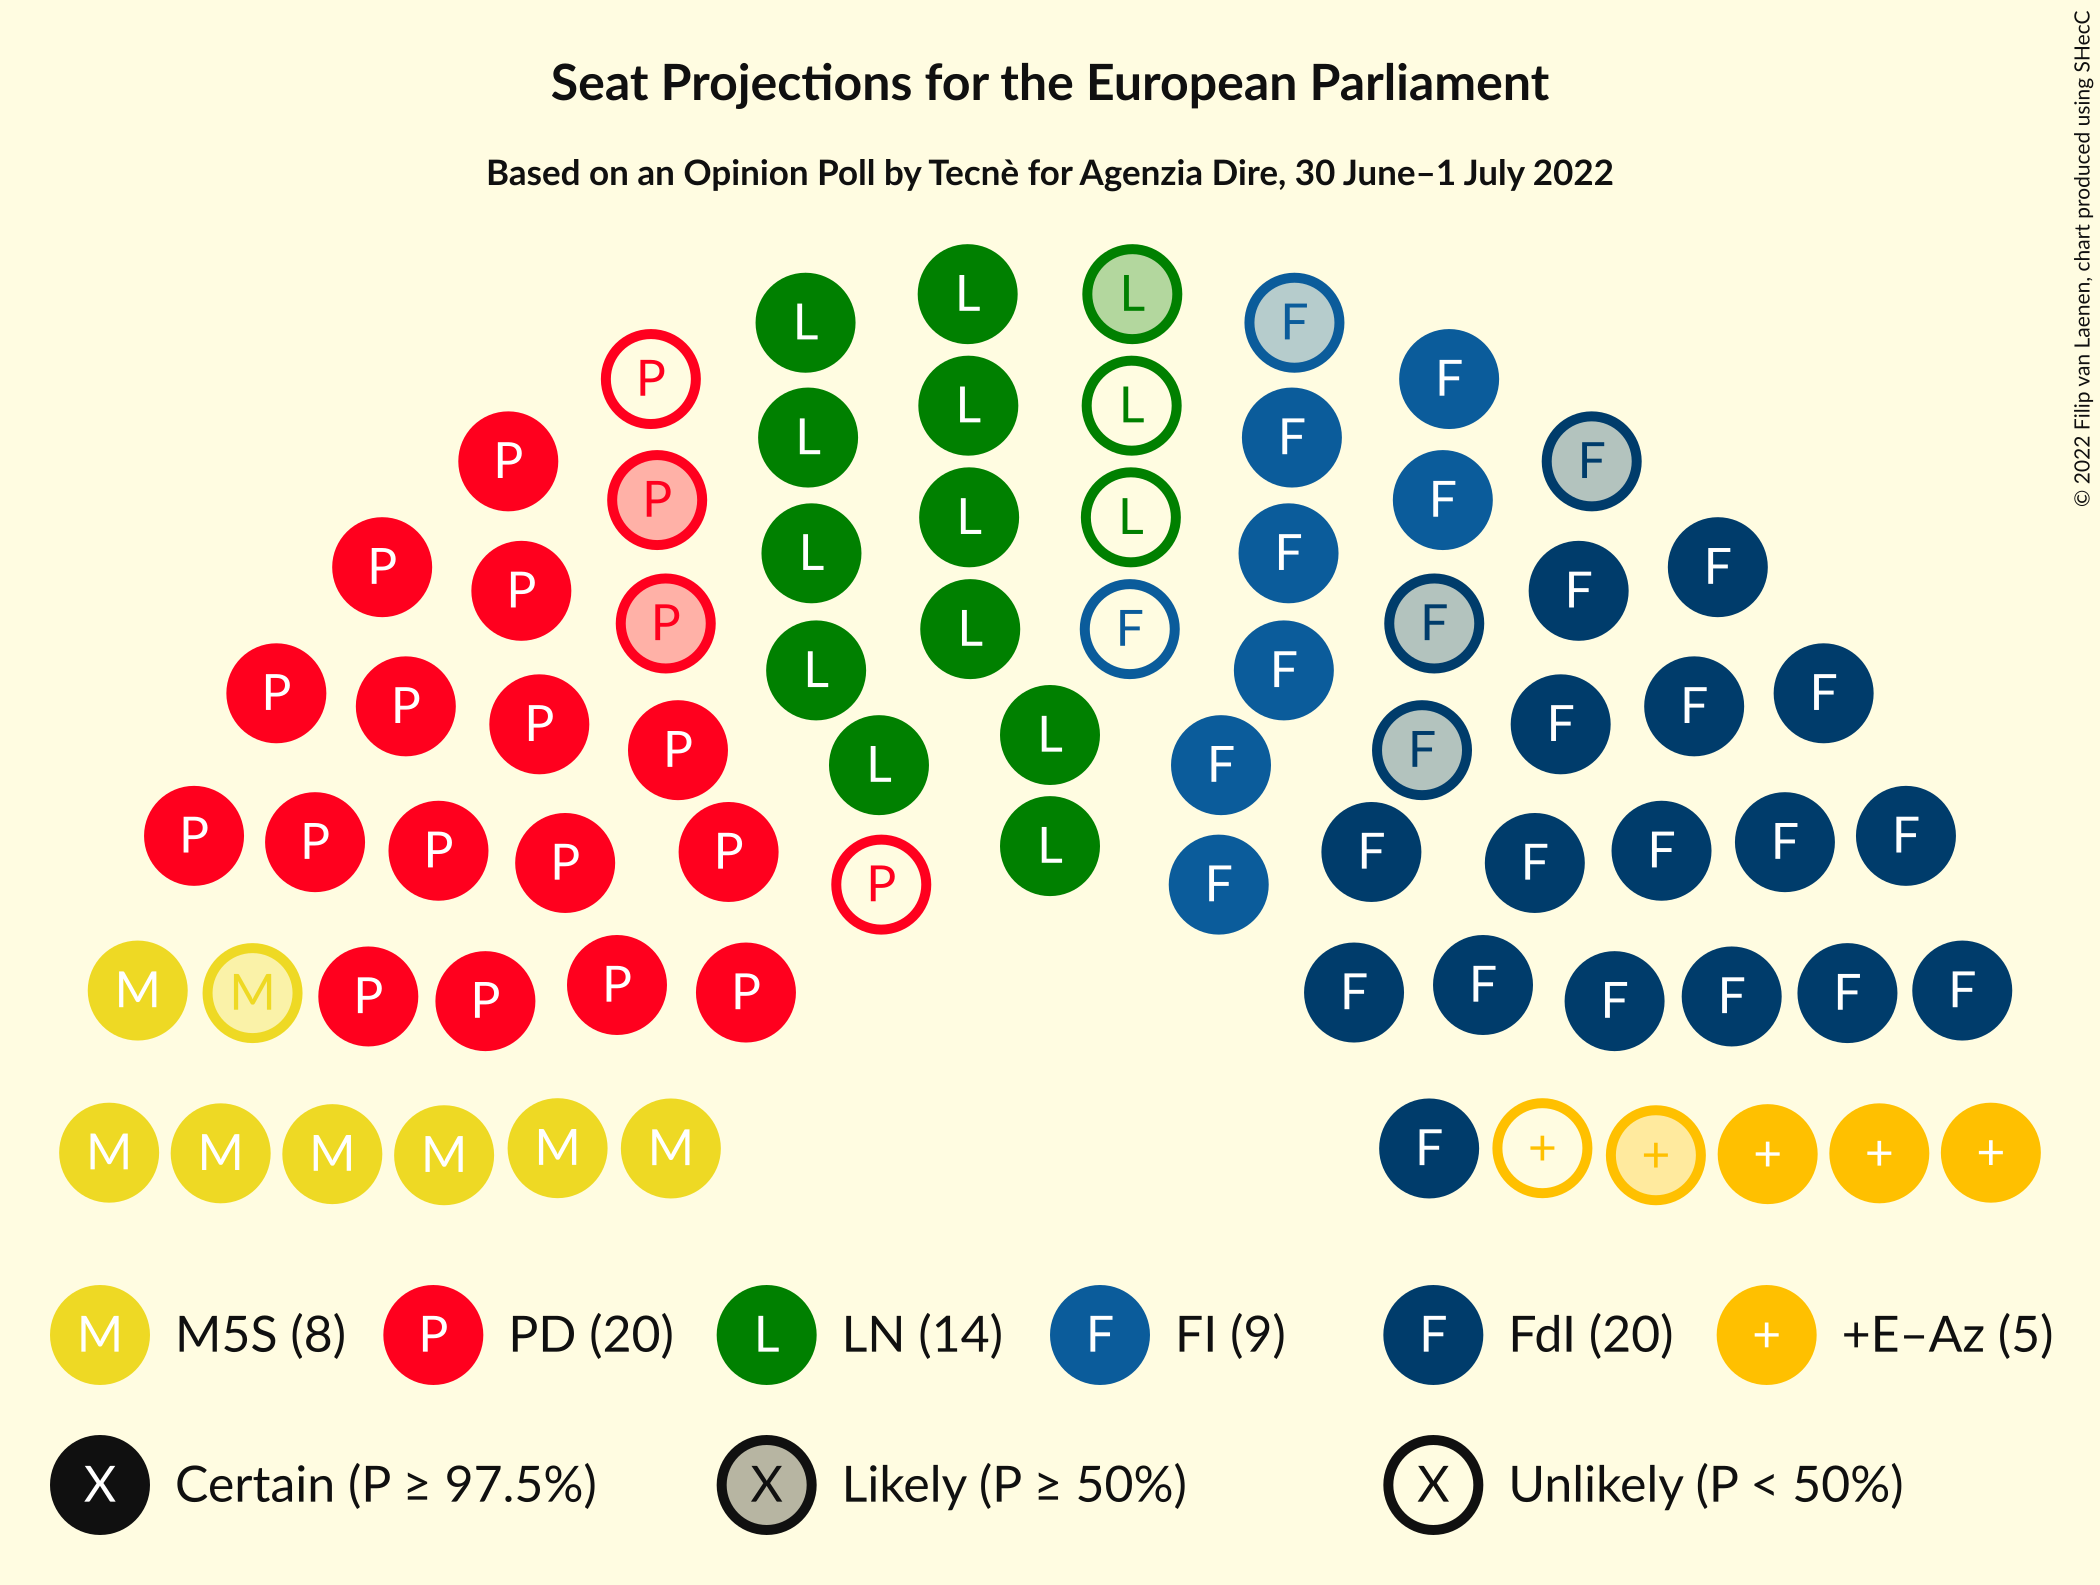 Seat Projections for the European Parliament
Based on an Opinion Poll by Tecnè for Agenzia Dire, 30 June–1 July 2022
© 2022 Filip van Laenen, chart produced using SHecC
L L
L F
P F
L L
P F
L F
P F
L L
P F
P F
L F
P F
P F
L F
P F
P F
P P F F
P P F F
L
L F
P P P P P L F F F F F
P F
M M P P P P F F F F F F
M M M M M M F + + + + +
M M5S (8) P PD (20) L LN (14) F FI (9) F FdI (20) + +E–Az (5)
X Certain (P ≥ 97.5%) X Likely (P ≥ 50%) X Unlikely (P < 50%)